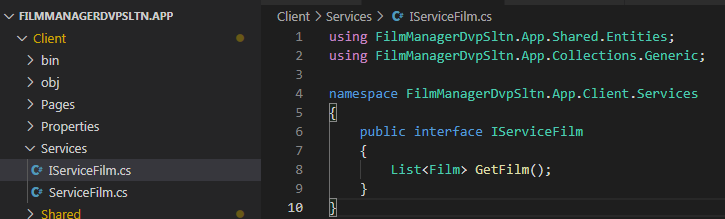 FILMMANAGERDVPSLTN.APP
Client
bin
obj
Pages
Properties
Services
C# IServiceFilm.cs
C# ServiceFilm.cs
Shared
Client > Services > C# IServiceFilm.cs
1 using FilmManagerDvpSltn.App.Shared.Entities;
2 using FilmManagerDvpSltn.App.Collections.Generic;
3
4 namespace FilmManagerDvpSltn.App.Client.Services
5 {
6 public interface IServiceFilm
7 {
8 List<Film> GetFilm();
9 }
10 }